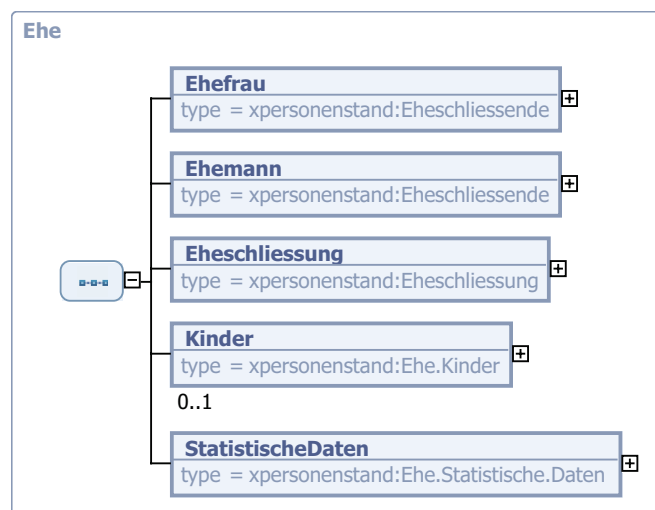 Ehe
Ehefrau
type = xpersonenstand:Eheschliessende
Ehemann
type = xpersonenstand:Eheschliessende
Eheschliessung
type = xpersonenstand:Eheschliessung
Kinder
type = xpersonenstand:Ehe.Kinder
0..1
StatistischeDaten
type = xpersonenstand:Ehe.Statistische.Daten